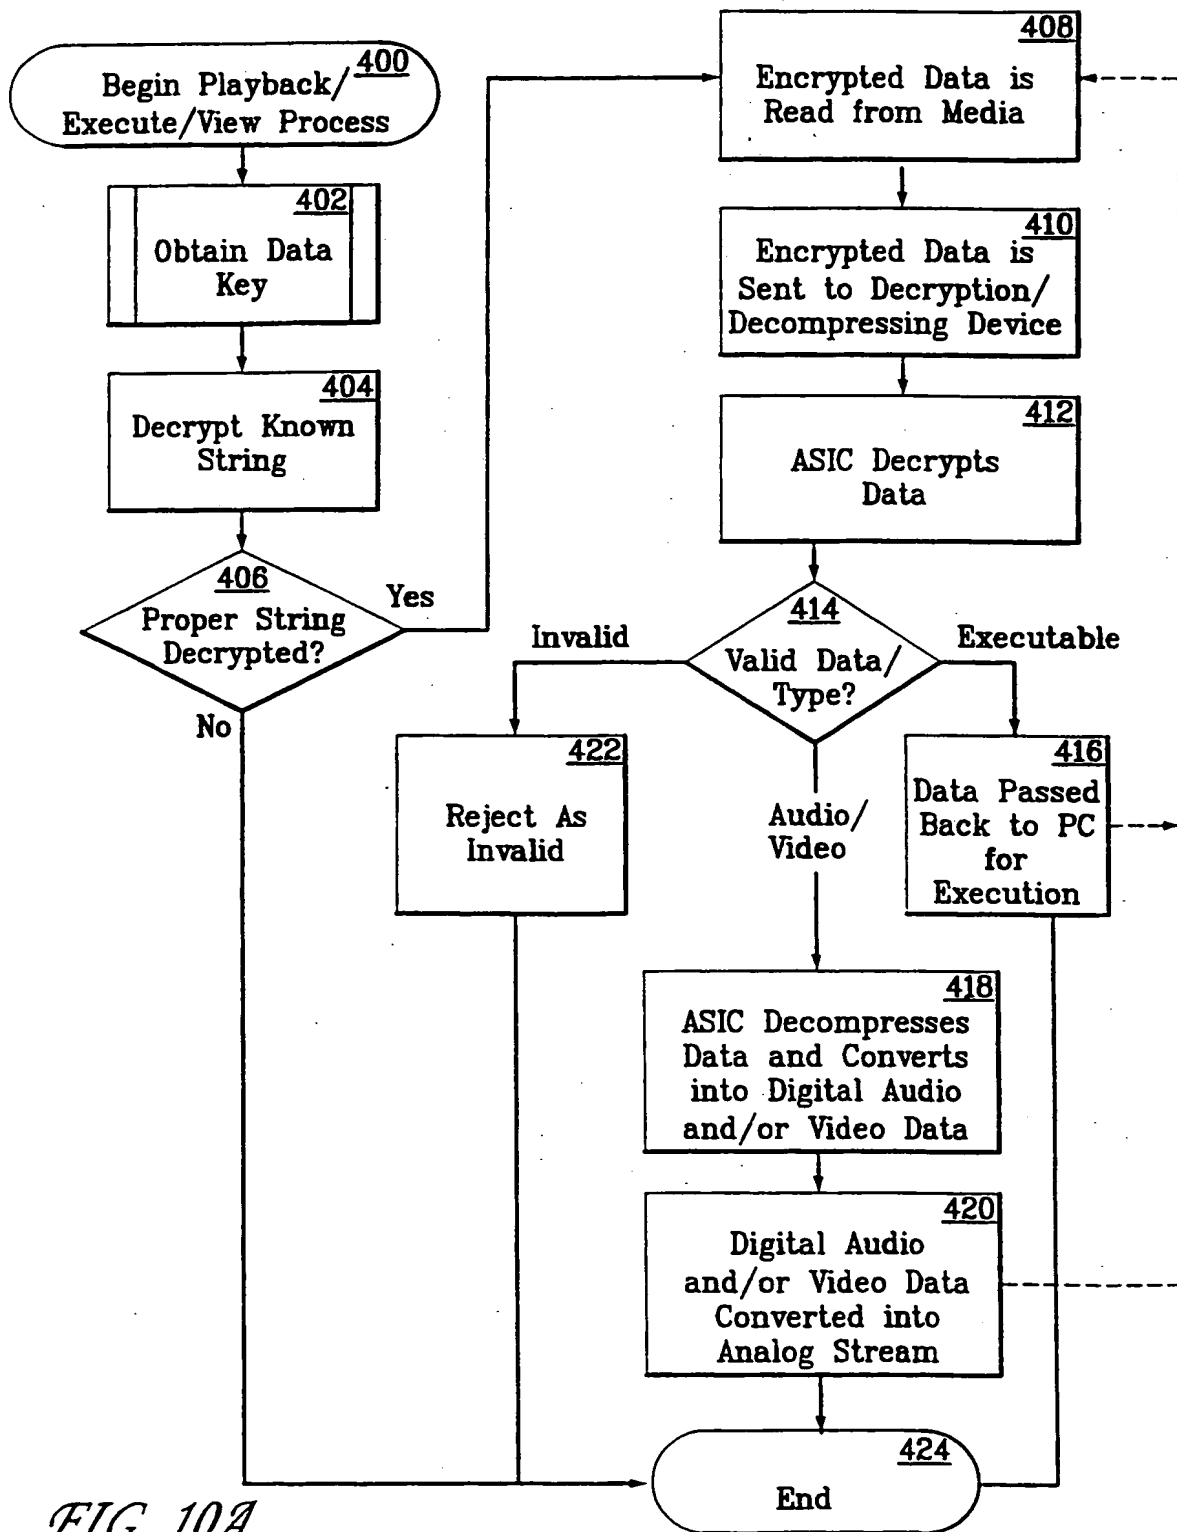 400
Begin Playback/
Execute/View Process
402
Obtain Data
Key
404
Decrypt Known
String
406
Proper String
Decrypted?
Yes
No
408
Encrypted Data is
Read from Media
410
Encrypted Data is
Sent to Decryption/
Decompressing Device
412
ASIC Decrypts
Data
414
Valid Data/
Type?
Invalid
Executable
Audio/
Video
422
Reject As
Invalid
416
Data Passed
Back to PC
for
Execution
418
ASIC Decompresses
Data and Converts
into Digital Audio
and/or Video Data
420
Digital Audio
and/or Video Data
Converted into
Analog Stream
424
End
FIG. 10A